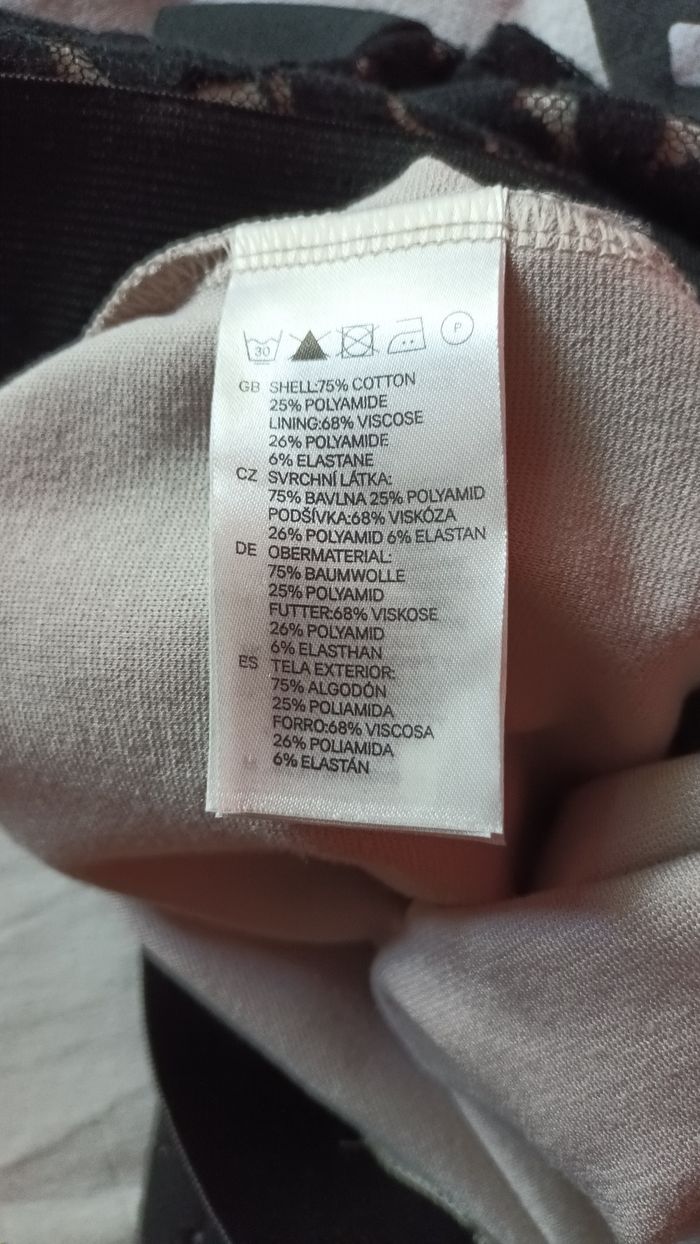 30 P
GB SHELL:75% COTTON
25% POLYAMIDE
LINING:68% VISCOSE
26% POLYAMIDE
6% ELASTANE
CZ SVRCHNÍ LÁTKA:
75% BAVLNA 25% POLYAMID
PODŠÍVKA:68% VISKÓZA
26% POLYAMID 6% ELASTAN
DE OBERMATERIAL:
75% BAUMWOLLE
25% POLYAMID
FUTTER:68% VISKOSE
26% POLYAMID
6% ELASTHAN
ES TELA EXTERIOR:
75% ALGODÓN
25% POLIAMIDA
FORRO:68% VISCOSA
26% POLIAMIDA
6% ELASTÁN